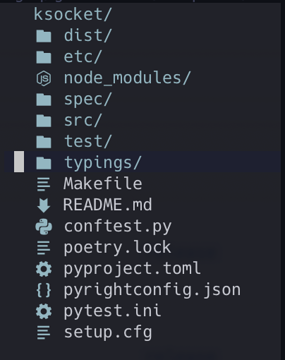 ksocket/
dist/
etc/
node_modules/
spec/
src/
test/
typings/
Makefile
README.md
conftest.py
poetry.lock
pyproject.toml
pyrightconfig.json
pytest.ini
setup.cfg